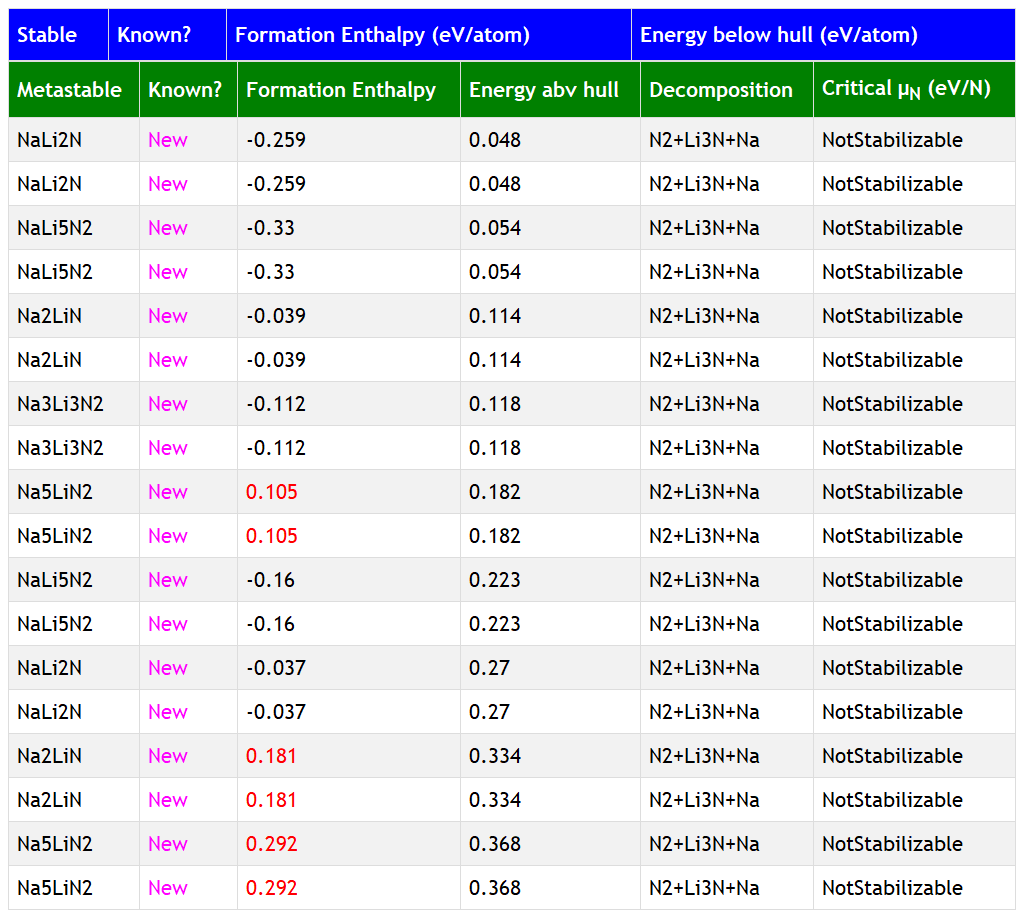 Stable Known? Formation Enthalpy (eV/atom) Energy below hull (eV/atom)
Metastable Known? Formation Enthalpy Energy abv hull Decomposition Critical μN (eV/N)
NaLi2N New -0.259 0.048 N2+Li3N+Na NotStabilizable
NaLi2N New -0.259 0.048 N2+Li3N+Na NotStabilizable
NaLi5N2 New -0.33 0.054 N2+Li3N+Na NotStabilizable
NaLi5N2 New -0.33 0.054 N2+Li3N+Na NotStabilizable
Na2LiN New -0.039 0.114 N2+Li3N+Na NotStabilizable
Na2LiN New -0.039 0.114 N2+Li3N+Na NotStabilizable
Na3Li3N2 New -0.112 0.118 N2+Li3N+Na NotStabilizable
Na3Li3N2 New -0.112 0.118 N2+Li3N+Na NotStabilizable
Na5LiN2 New 0.105 0.182 N2+Li3N+Na NotStabilizable
Na5LiN2 New 0.105 0.182 N2+Li3N+Na NotStabilizable
NaLi5N2 New -0.16 0.223 N2+Li3N+Na NotStabilizable
NaLi5N2 New -0.16 0.223 N2+Li3N+Na NotStabilizable
NaLi2N New -0.037 0.27 N2+Li3N+Na NotStabilizable
NaLi2N New -0.037 0.27 N2+Li3N+Na NotStabilizable
Na2LiN New 0.181 0.334 N2+Li3N+Na NotStabilizable
Na2LiN New 0.181 0.334 N2+Li3N+Na NotStabilizable
Na5LiN2 New 0.292 0.368 N2+Li3N+Na NotStabilizable
Na5LiN2 New 0.292 0.368 N2+Li3N+Na NotStabilizable